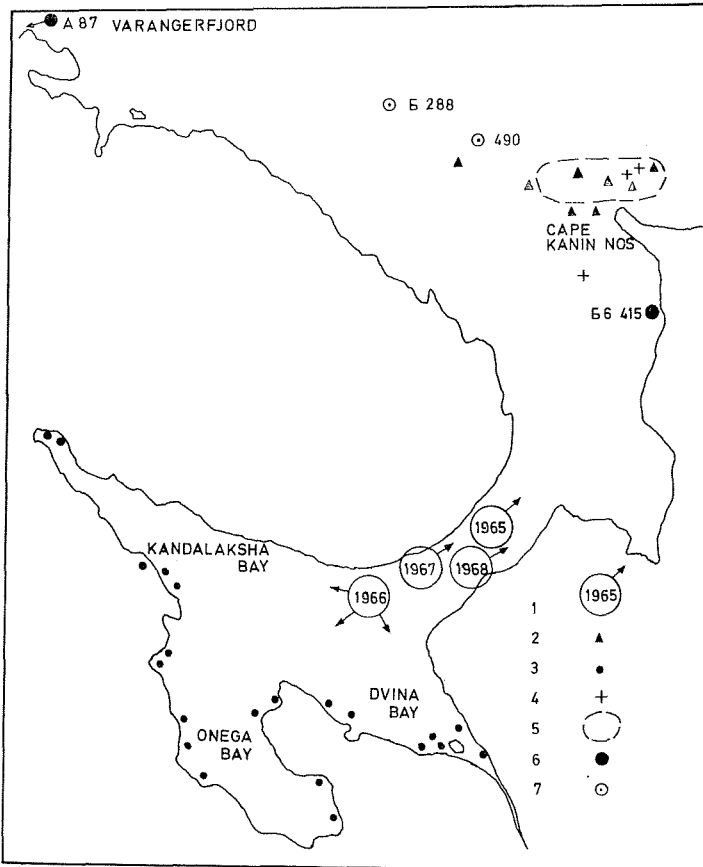 А 87 VARANGERFJORD
Б 288
490
CAPE
KANIN NOS
Б6 415
1965
KANDALAKSHA
BAY
1967
1968
1966
1965
1
2
3
DVINA
BAY
4
ONEGA
BAY
5
6
7